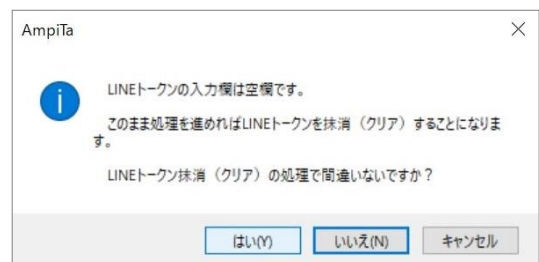 AmpiTa
LINEトークンの入力欄は空欄です。
このまま処理を進めればLINEトークンを抹消（クリア）することになりま
す。
LINEトークン抹消（クリア）の処理で間違いないですか？
はい(Y)
いいえ(N)
キャンセル